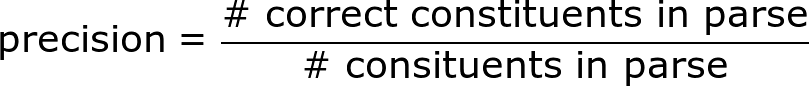 # correct constituents in parse
precision =
# consituents in parse